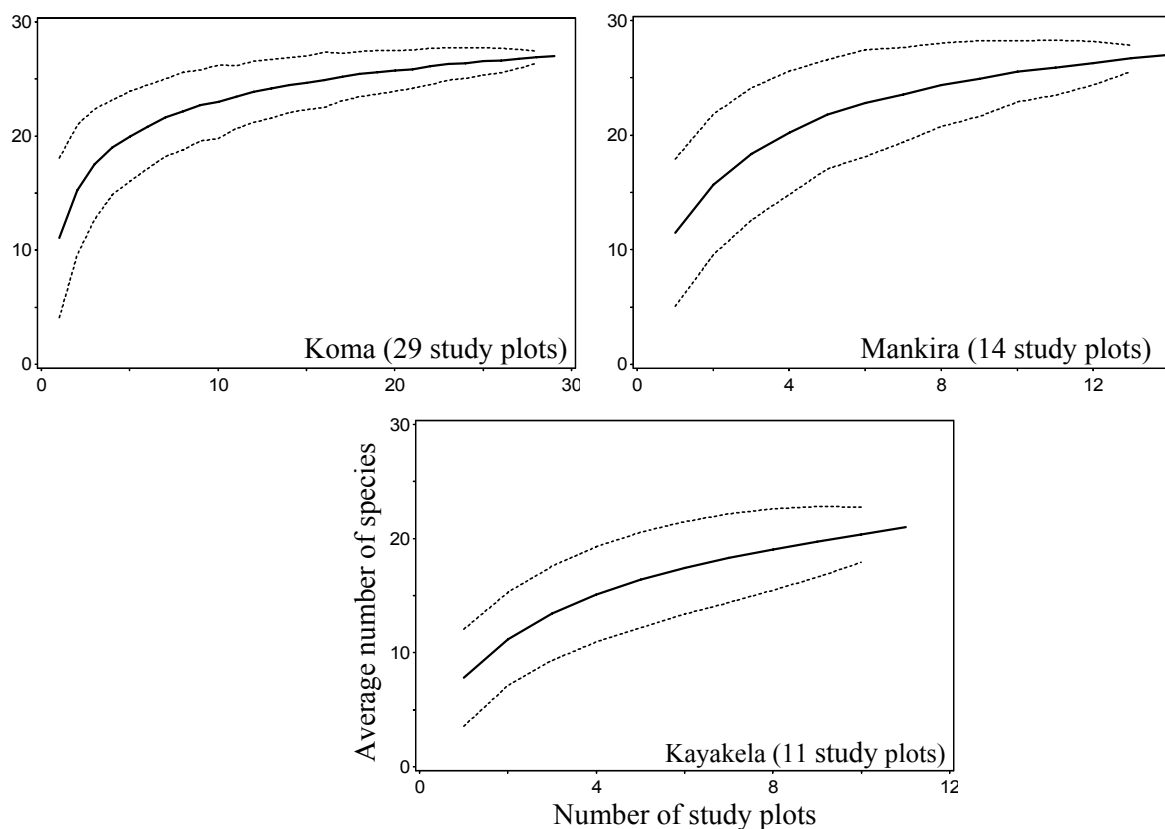 30
20
10
0
Koma (29 study plots)
0 10 20 30
30
20
10
0
Mankira (14 study plots)
0 4 8 12
Average number of species
30
20
10
0
Kayakela (11 study plots)
0 4 8 12
Number of study plots